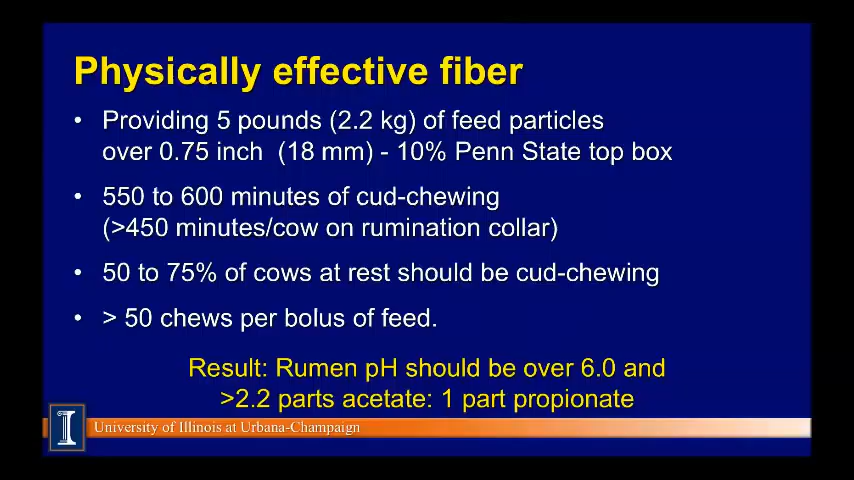 Physically effective fiber
• Providing 5 pounds (2.2 kg) of feed particles
over 0.75 inch (18 mm) - 10% Penn State top box
• 550 to 600 minutes of cud-chewing
(>450 minutes/cow on rumination collar)
• 50 to 75% of cows at rest should be cud-chewing
• > 50 chews per bolus of feed.
Result: Rumen pH should be over 6.0 and
>2.2 parts acetate: 1 part propionate
I
University of Illinois at Urbana-Champaign